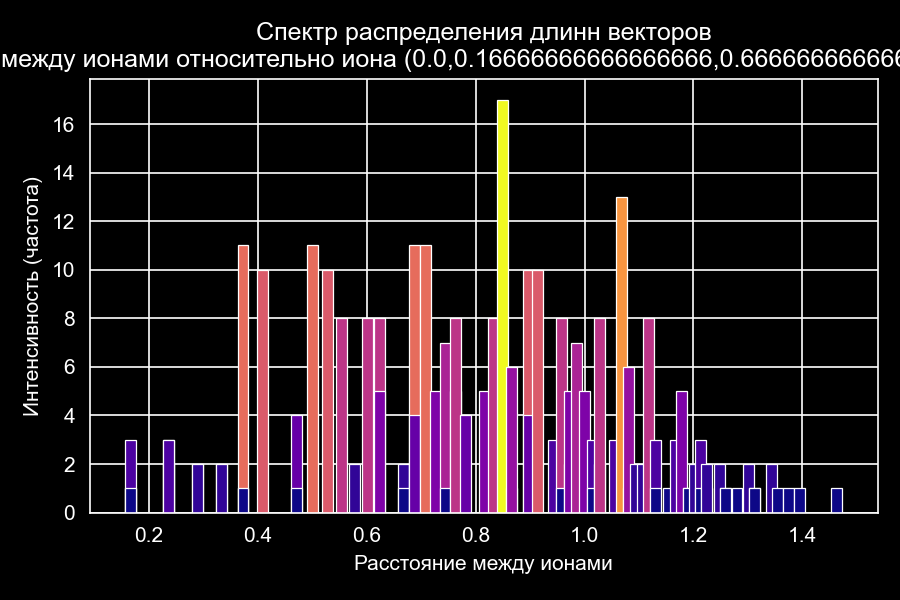 Спектр распределения длинн векторов
между ионами относительно иона (0.0,0.16666666666666666,0.666666666666
16
14
12
10
8
6
4
2
0
Интенсивность (частота)
0.2 0.4 0.6 0.8 1.0 1.2 1.4
Расстояние между ионами